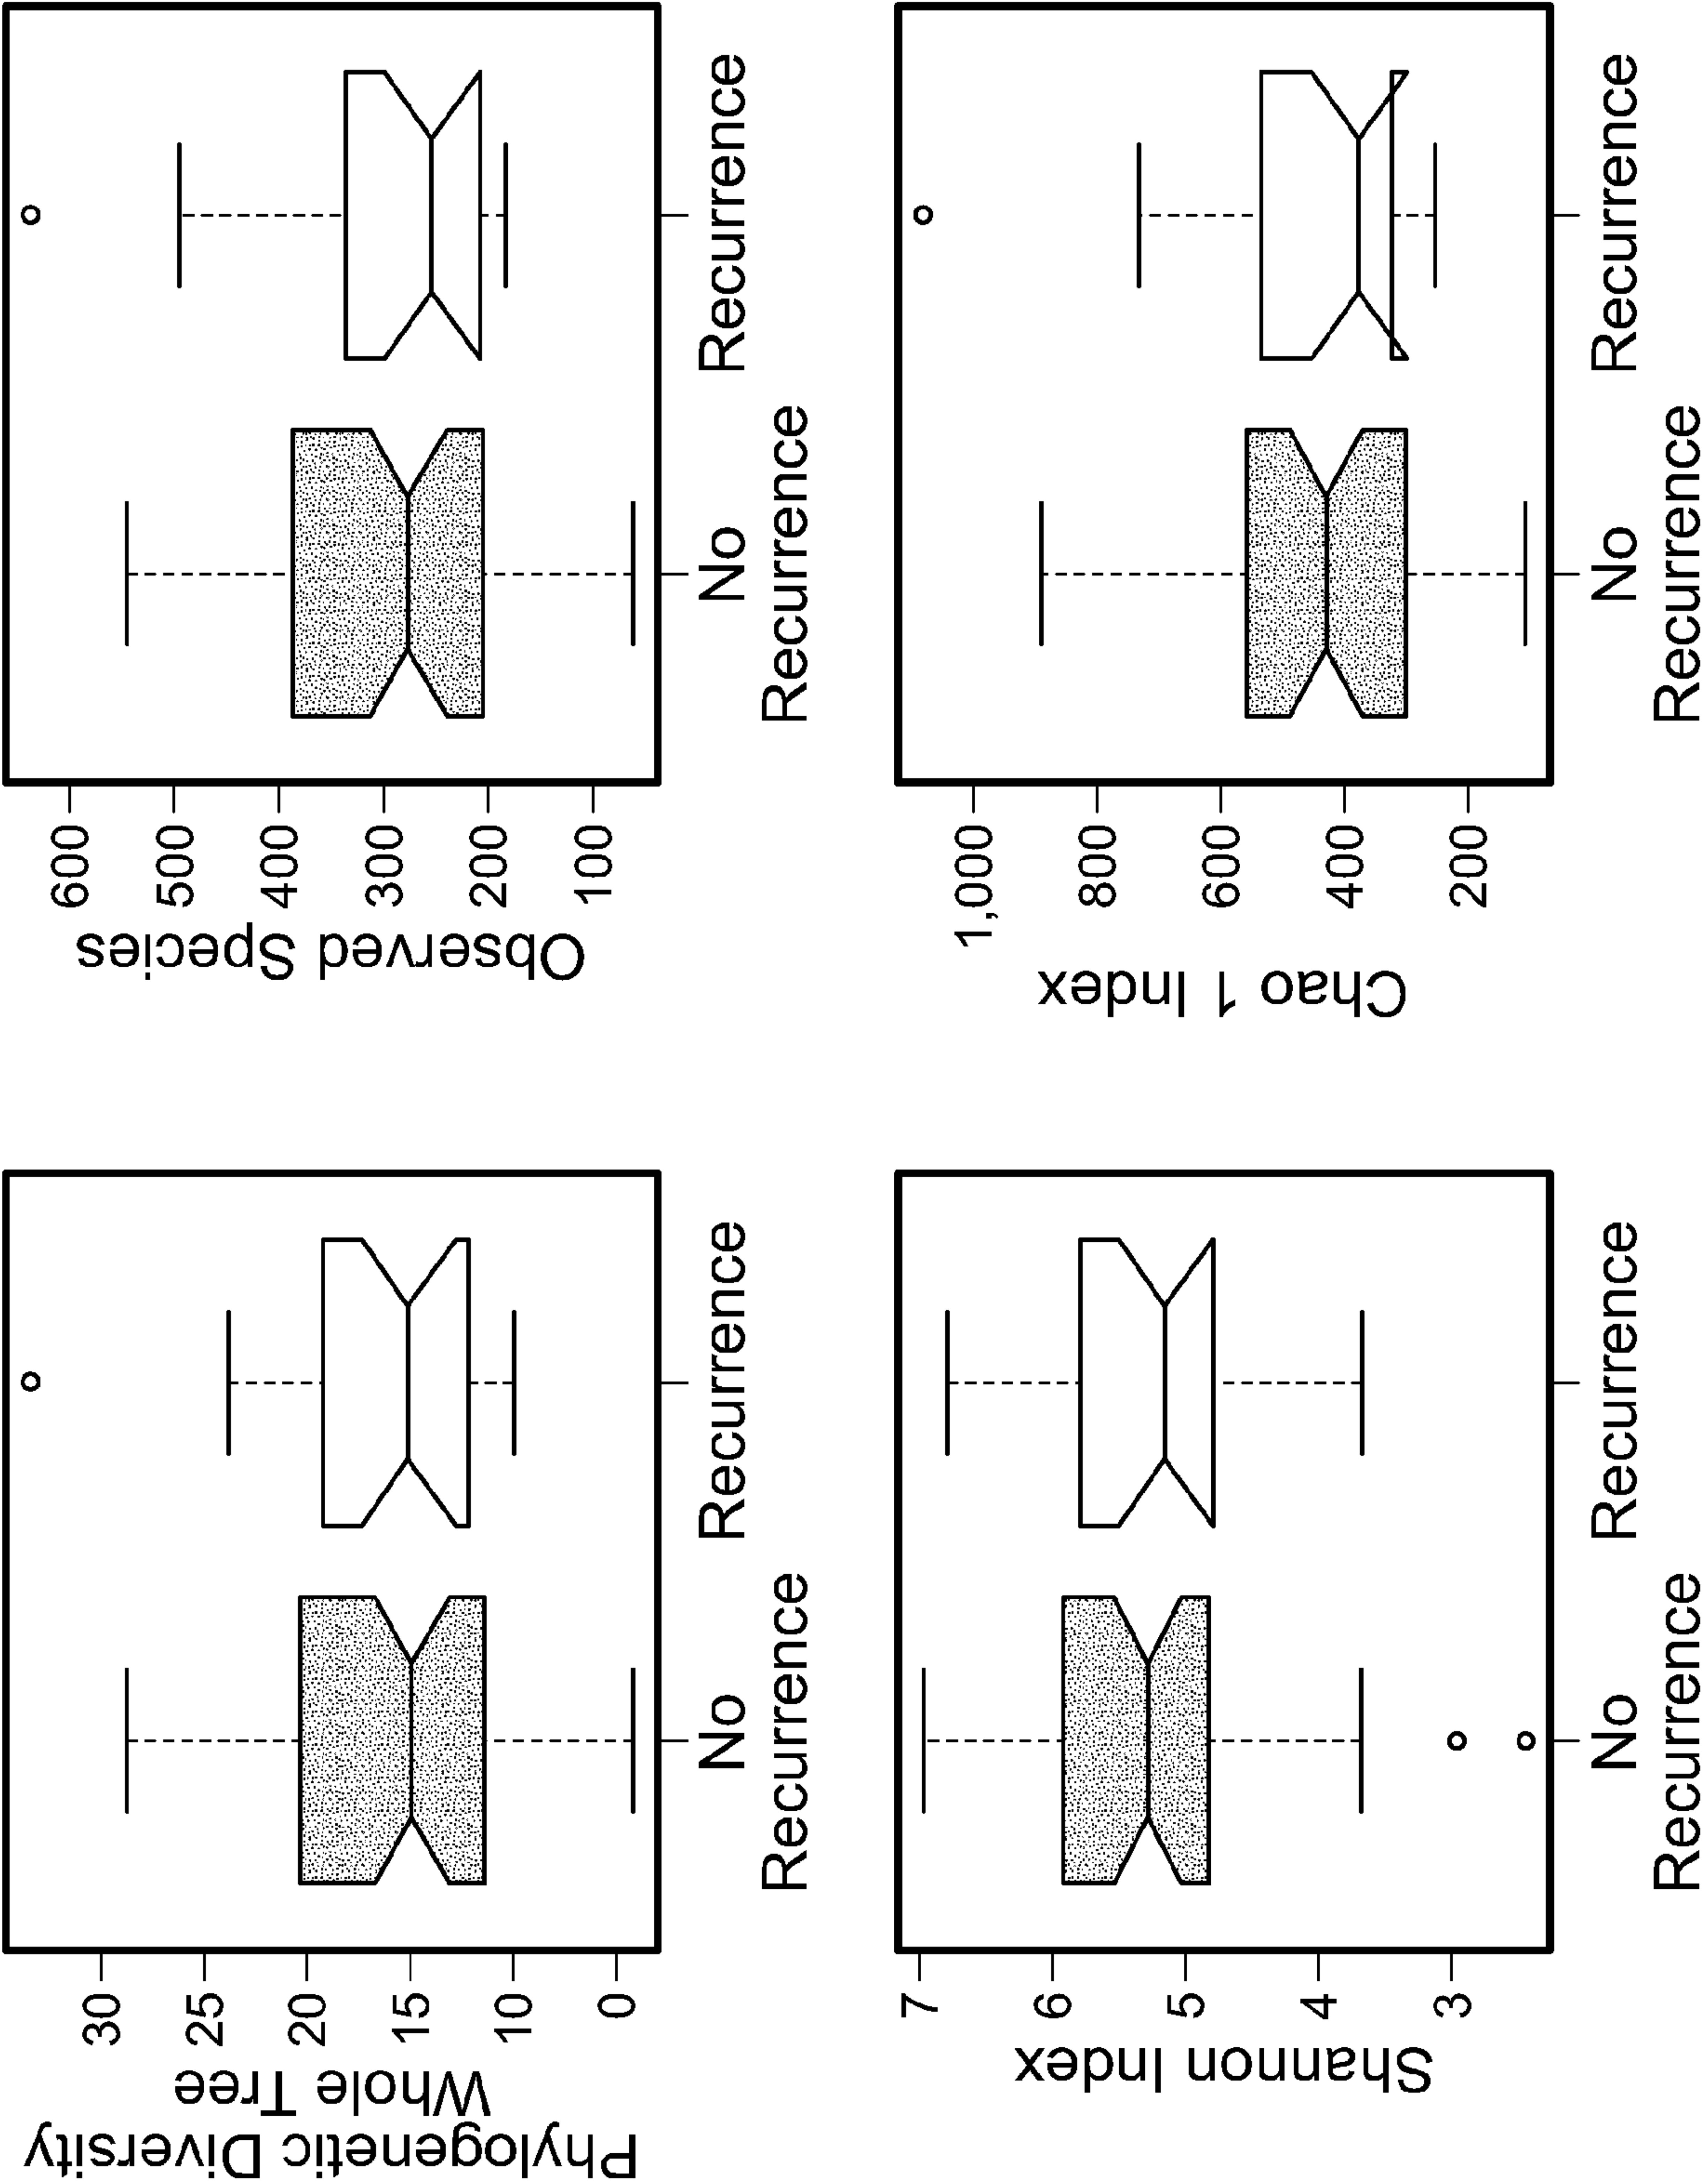 Phylogenetic Diversity
Whole Tree
30
25
20
15
10
0
No
Recurrence
Recurrence
Observed Species
600
500
400
300
200
100
No
Recurrence
Recurrence
Shannon Index
7
6
5
4
3
No
Recurrence
Recurrence
Chao 1 Index
1,000
800
600
400
200
No
Recurrence
Recurrence